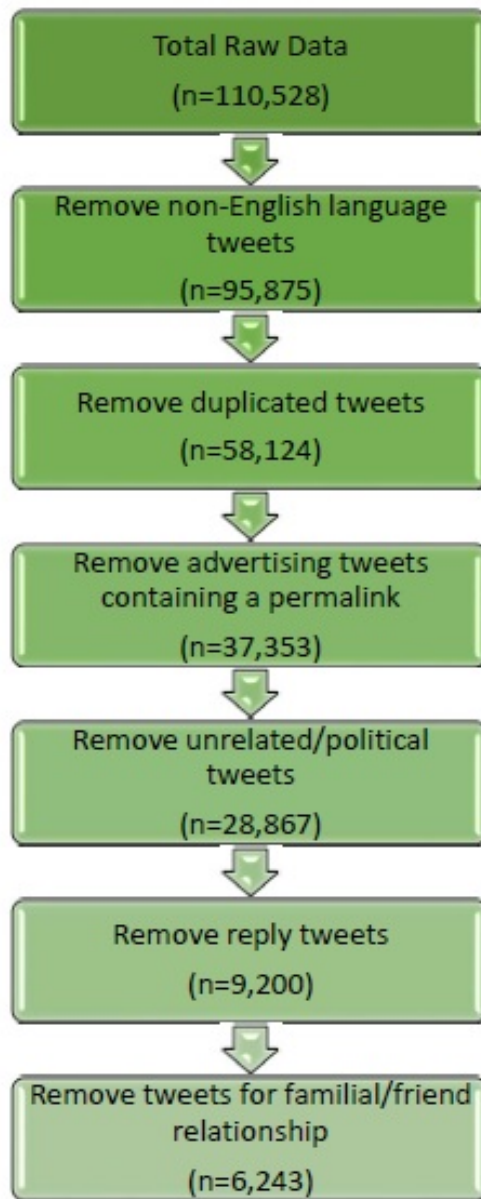 Total Raw Data
(n=110,528)
Remove non-English language
tweets
(n=95,875)
Remove duplicated tweets
(n=58,124)
Remove advertising tweets
containing a permalink
(n=37,353)
Remove unrelated/political
tweets
(n=28,867)
Remove reply tweets
(n=9,200)
Remove tweets for familial/friend
relationship
(n=6,243)